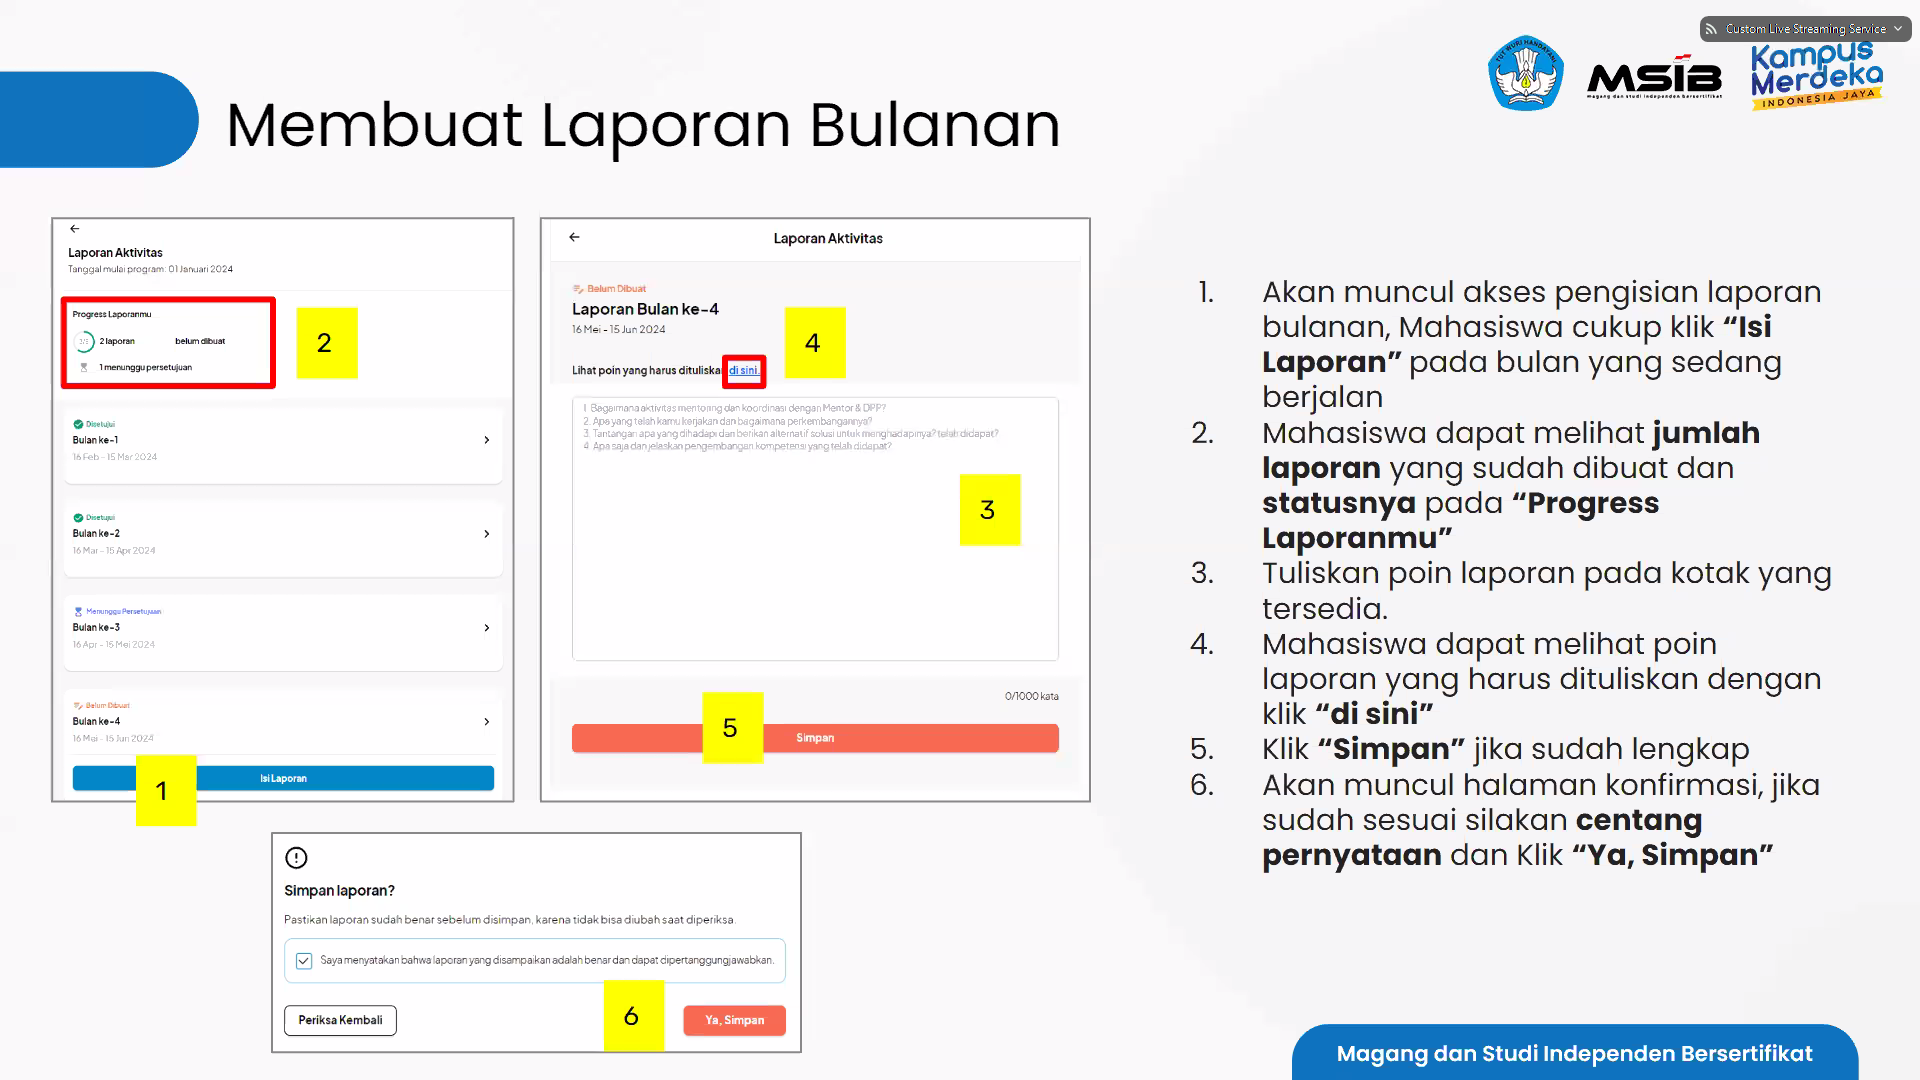 Custom Live Streaming Service
TUT WURI HANDAYANI
MSIB
magang dan studi independen bersertifikat
Kampus
Merdeka
INDONESIA JAYA
Membuat Laporan Bulanan
Laporan Aktivitas
Tanggal mulai program: 01 Januari 2024
Progress Laporanmu
2 laporan belum dibuat
1 menunggu persetujuan
2
Disetujui
Bulan ke-1
16 Feb - 15 Mar 2024
Disetujui
Bulan ke-2
16 Mar - 15 Apr 2024
Menunggu Persetujuan
Bulan ke-3
16 Apr - 15 Mei 2024
Belum Dibuat
Bulan ke-4
16 Mei - 15 Jun 2024
Isi Laporan
1
Laporan Aktivitas
Belum Dibuat
Laporan Bulan ke-4
16 Mei - 15 Jun 2024
4
Lihat poin yang harus dituliskan di sini.
1. Bagaimana aktivitas mentoring dan koordinasi dengan Mentor & DPP?
2. Apa yang telah kamu kerjakan dan bagaimana perkembangannya?
3. Tantangan apa yang dihadapi dan berikan alternatif solusi untuk menghadapinya? telah didapat?
4. Apa saja dan jelaskan pengembangan kompetensi yang telah didapat?
3
0/1000 kata
5
Simpan
Simpan laporan?
Pastikan laporan sudah benar sebelum disimpan, karena tidak bisa diubah saat diperiksa.
Saya menyatakan bahwa laporan yang disampaikan adalah benar dan dapat dipertanggungjawabkan.
Periksa Kembali
6
Ya, Simpan
1. Akan muncul akses pengisian laporan
bulanan, Mahasiswa cukup klik “Isi
Laporan” pada bulan yang sedang
berjalan
2. Mahasiswa dapat melihat jumlah
laporan yang sudah dibuat dan
statusnya pada “Progress
Laporanmu”
3. Tuliskan poin laporan pada kotak yang
tersedia.
4. Mahasiswa dapat melihat poin
laporan yang harus dituliskan dengan
klik “di sini”
5. Klik “Simpan” jika sudah lengkap
6. Akan muncul halaman konfirmasi, jika
sudah sesuai silakan centang
pernyataan dan Klik “Ya, Simpan”
Magang dan Studi Independen Bersertifikat